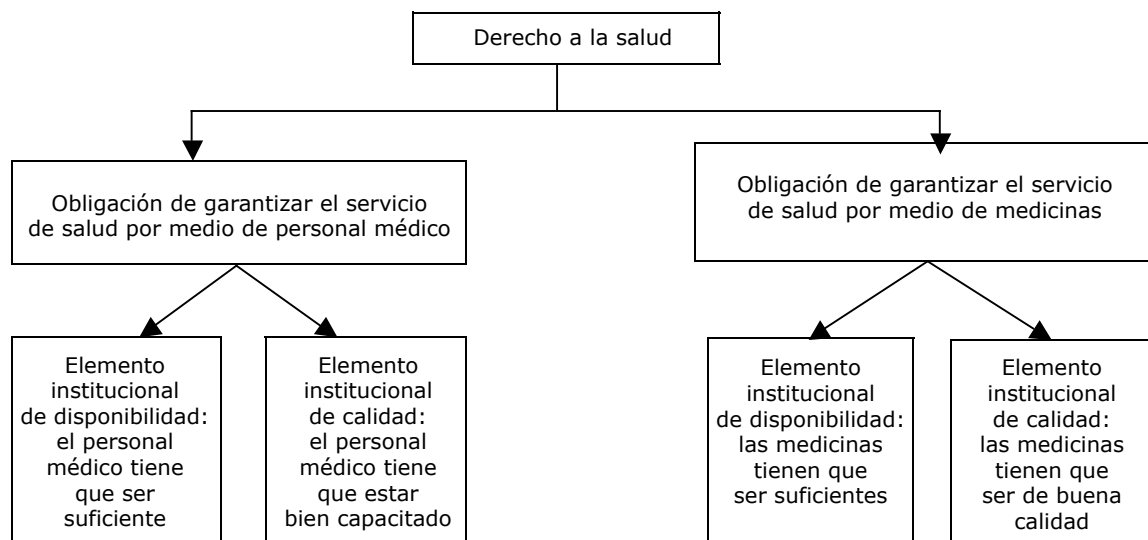 Derecho a la salud
Obligación de garantizar el servicio
de salud por medio de personal médico
Obligación de garantizar el servicio
de salud por medio de medicinas
Elemento
institucional
de disponibilidad:
el personal
médico tiene
que ser
suficiente
Elemento
institucional
de calidad:
el personal
médico tiene
que estar
bien capacitado
Elemento
institucional
de disponibilidad:
las medicinas
tienen que
ser suficientes
Elemento
institucional
de calidad:
las medicinas
tienen que
ser de buena
calidad